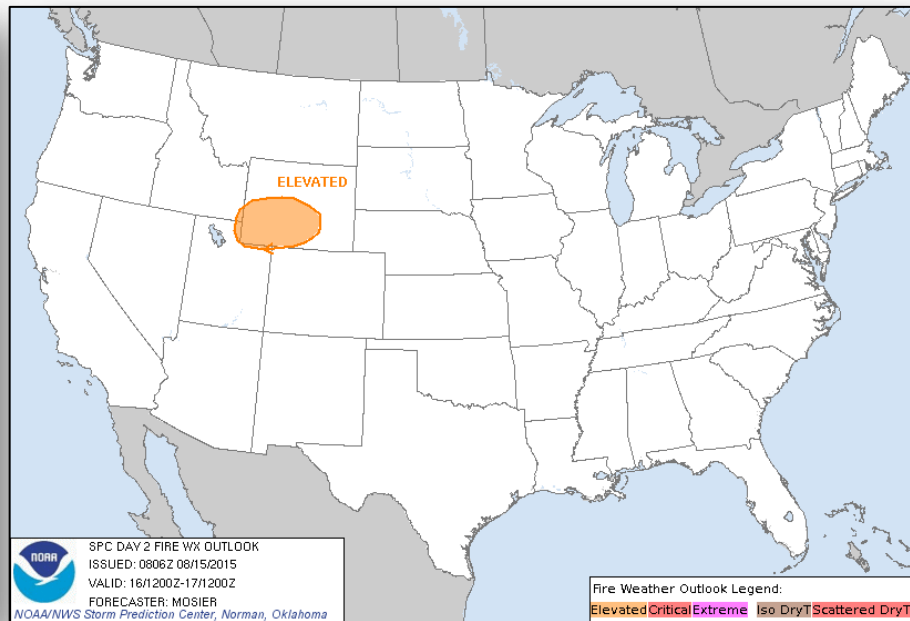 ELEVATED
NOAA
SPC DAY 2 FIRE WX OUTLOOK
ISSUED: 0806Z 08/15/2015
VALID: 16/1200Z-17/1200Z
FORECASTER: MOSIER
NOAA/NWS Storm Prediction Center, Norman, Oklahoma
Fire Weather Outlook Legend:
Elevated Critical Extreme Iso DryT Scattered DryT